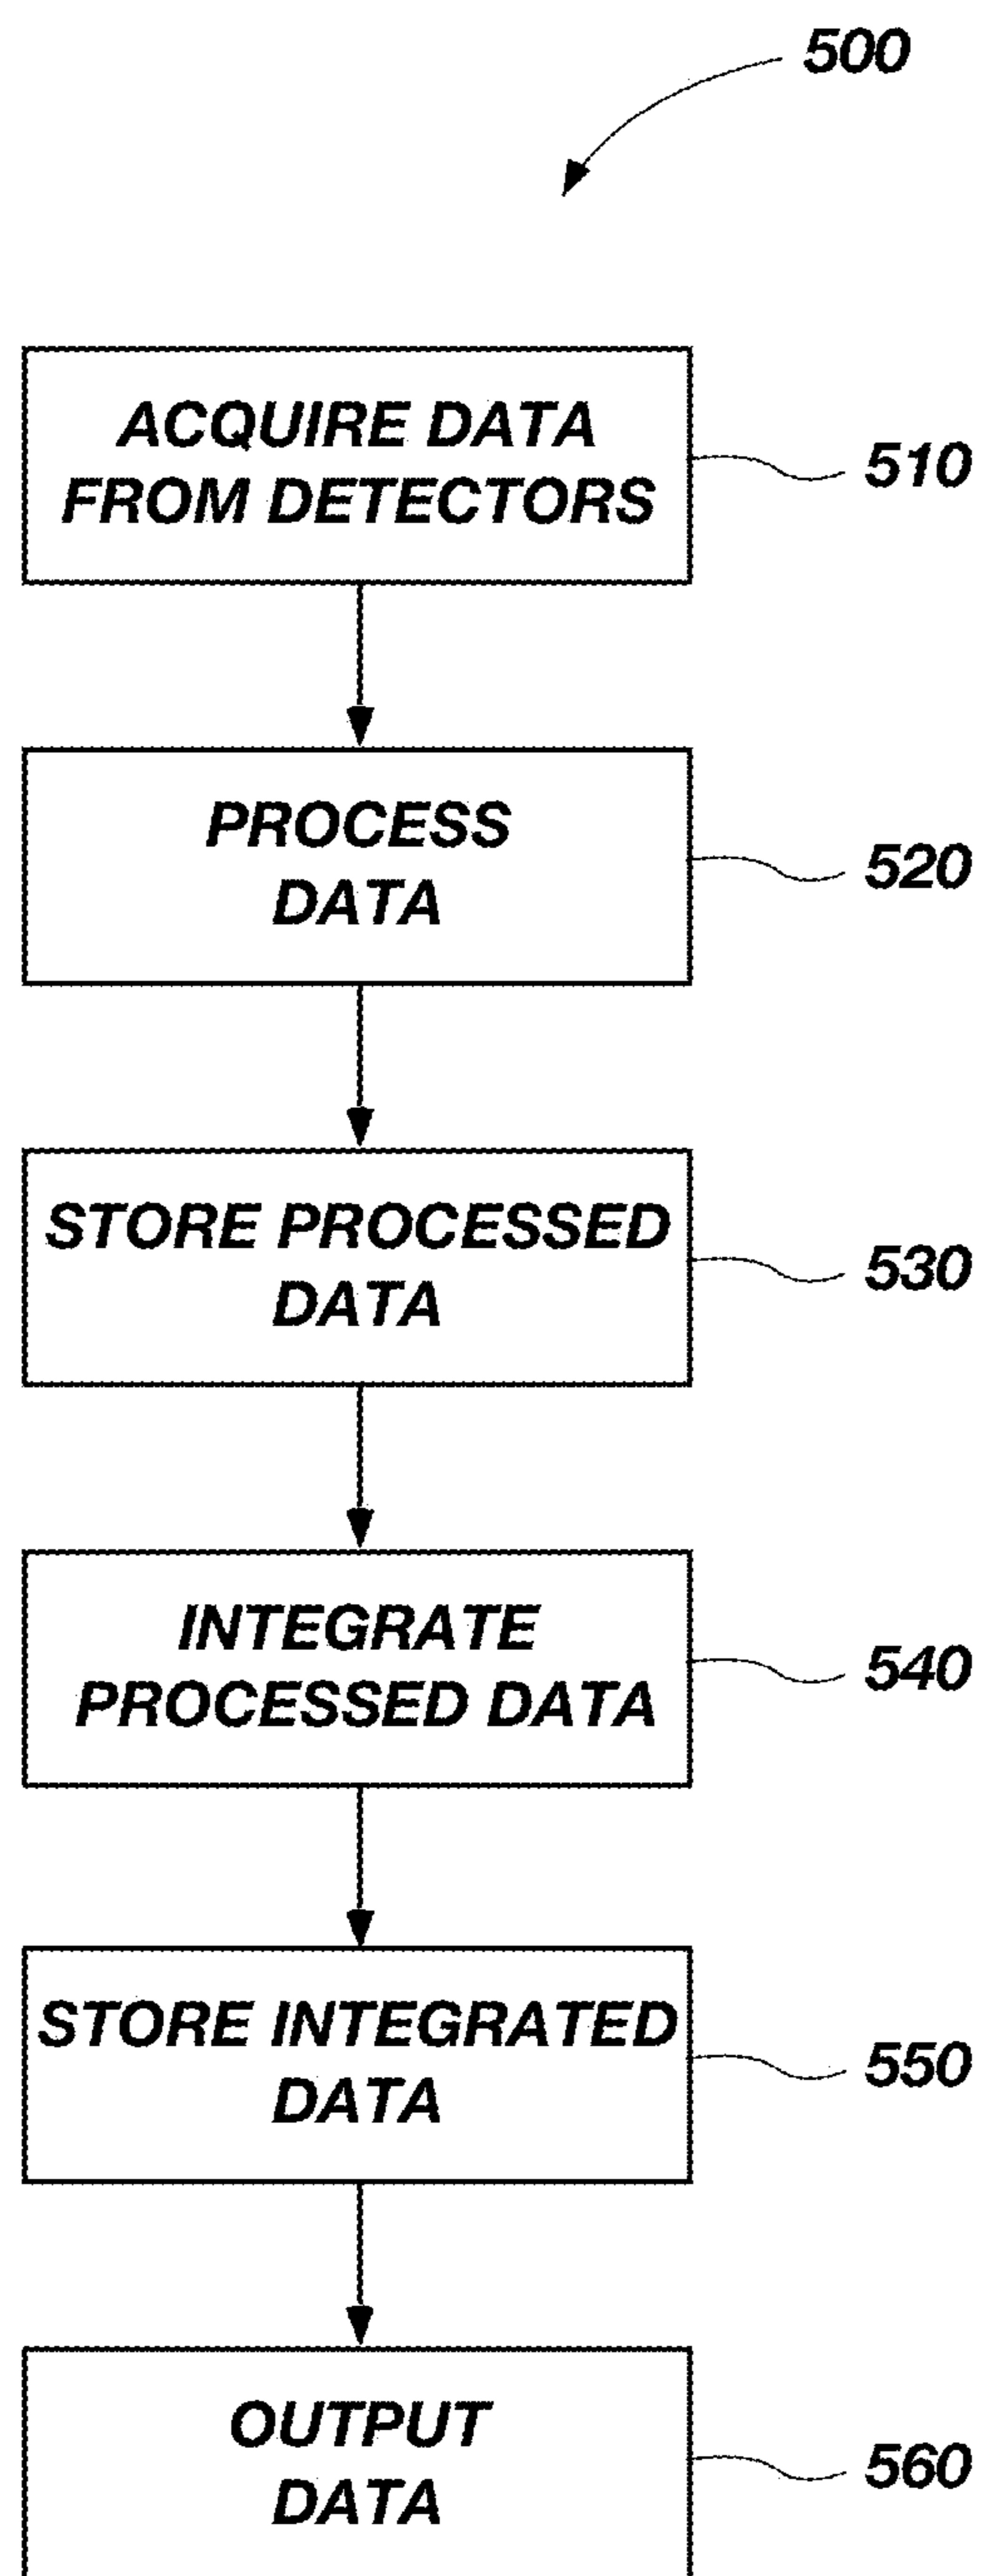 500
ACQUIRE DATA
FROM DETECTORS
510
PROCESS
DATA
520
STORE PROCESSED
DATA
530
INTEGRATE
PROCESSED DATA
540
STORE INTEGRATED
DATA
550
OUTPUT
DATA
560